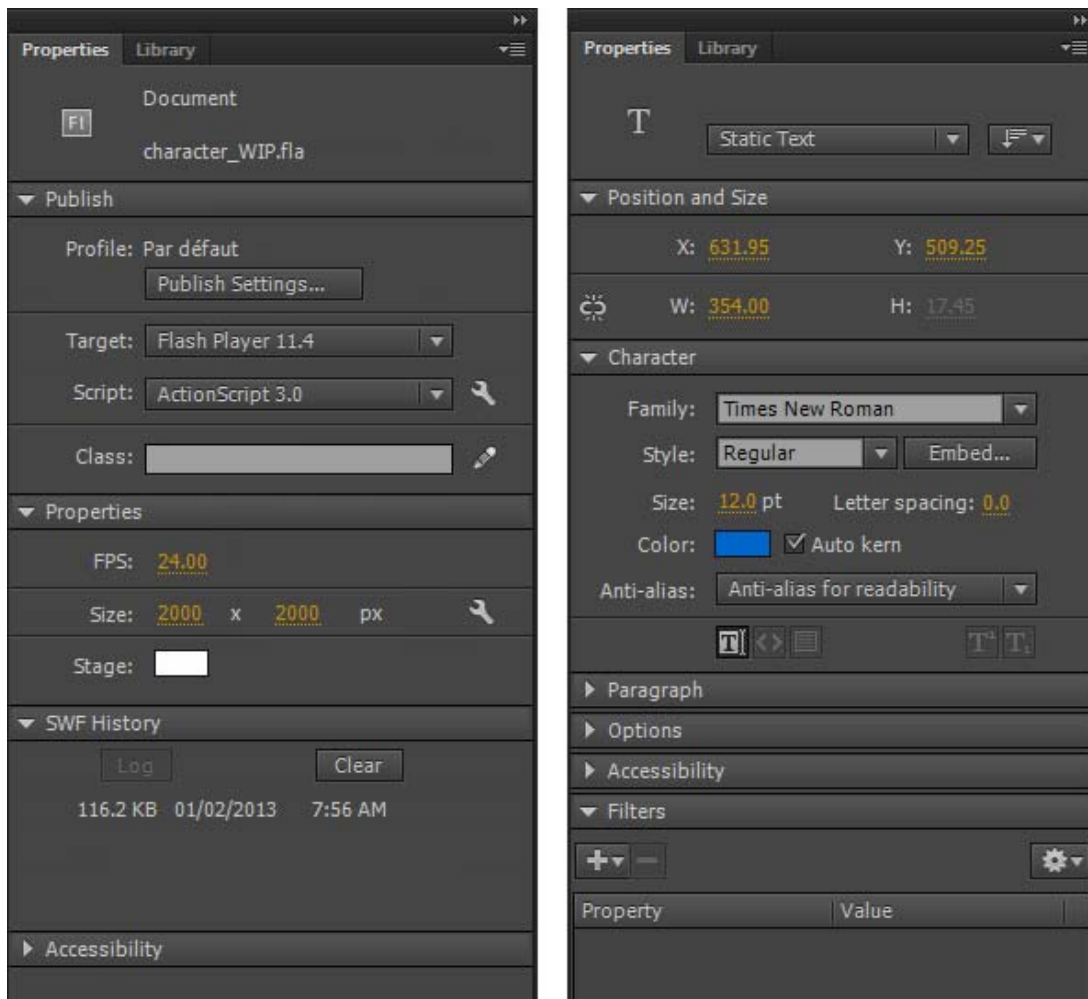 Properties Library
Fl
Document
character_WIP.fla
Publish
Profile: Par défaut
Publish Settings...
Target: Flash Player 11.4
Script: ActionScript 3.0
Class:
Properties
FPS: 24.00
Size: 2000 x 2000 px
Stage:
SWF History
Log Clear
116.2 KB 01/02/2013 7:56 AM
Accessibility
Properties Library
T
Static Text
Position and Size
X: 631.95 Y: 509.25
W: 354.00 H: 17.45
Character
Family: Times New Roman
Style: Regular Embed...
Size: 12.0 pt Letter spacing: 0.0
Color: Auto kern
Anti-alias: Anti-alias for readability
Paragraph
Options
Accessibility
Filters
Property Value